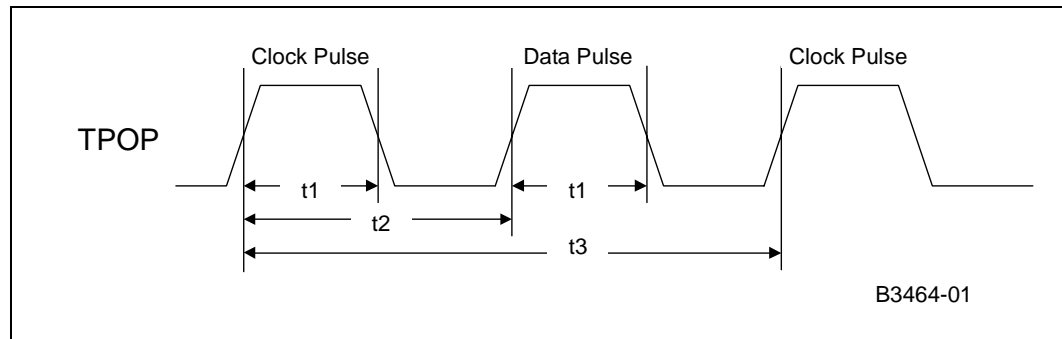 Clock Pulse Data Pulse Clock Pulse
TPOP
t1 t1
t2
t3
B3464-01